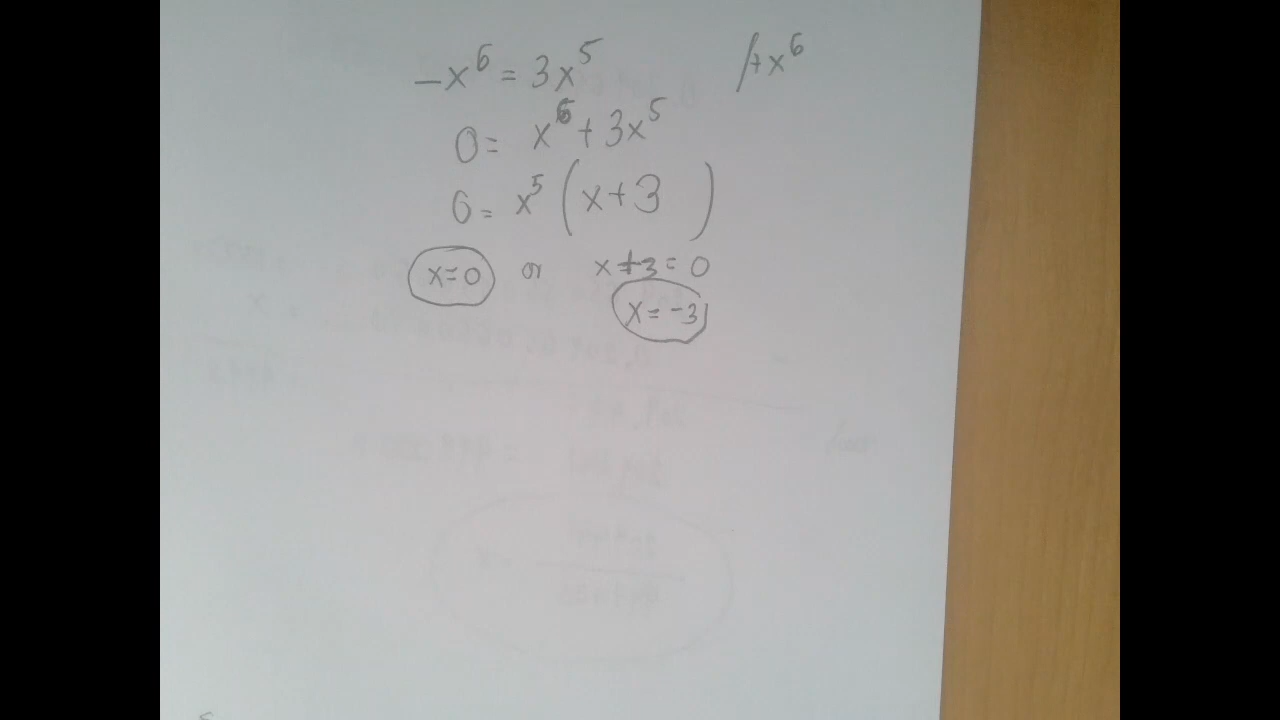 -x⁶ = 3x⁵ /+x⁶
0 = x⁶ + 3x⁵
0 = x⁵ (x+3)
x=0 or x+3=0
x=-3